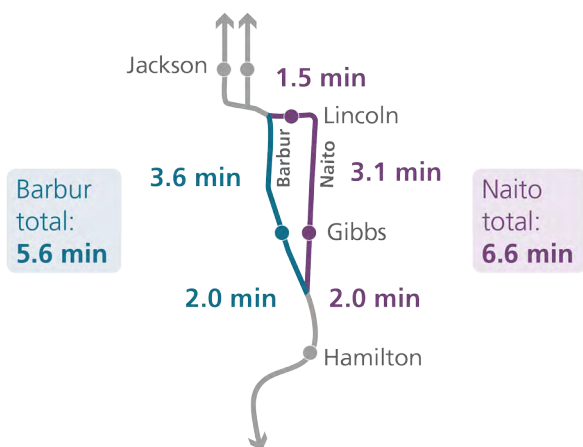 Jackson
1.5 min
Lincoln
Barbur
Naito
3.6 min
3.1 min
Barbur
total:
5.6 min
Naito
total:
6.6 min
Gibbs
2.0 min
2.0 min
Hamilton